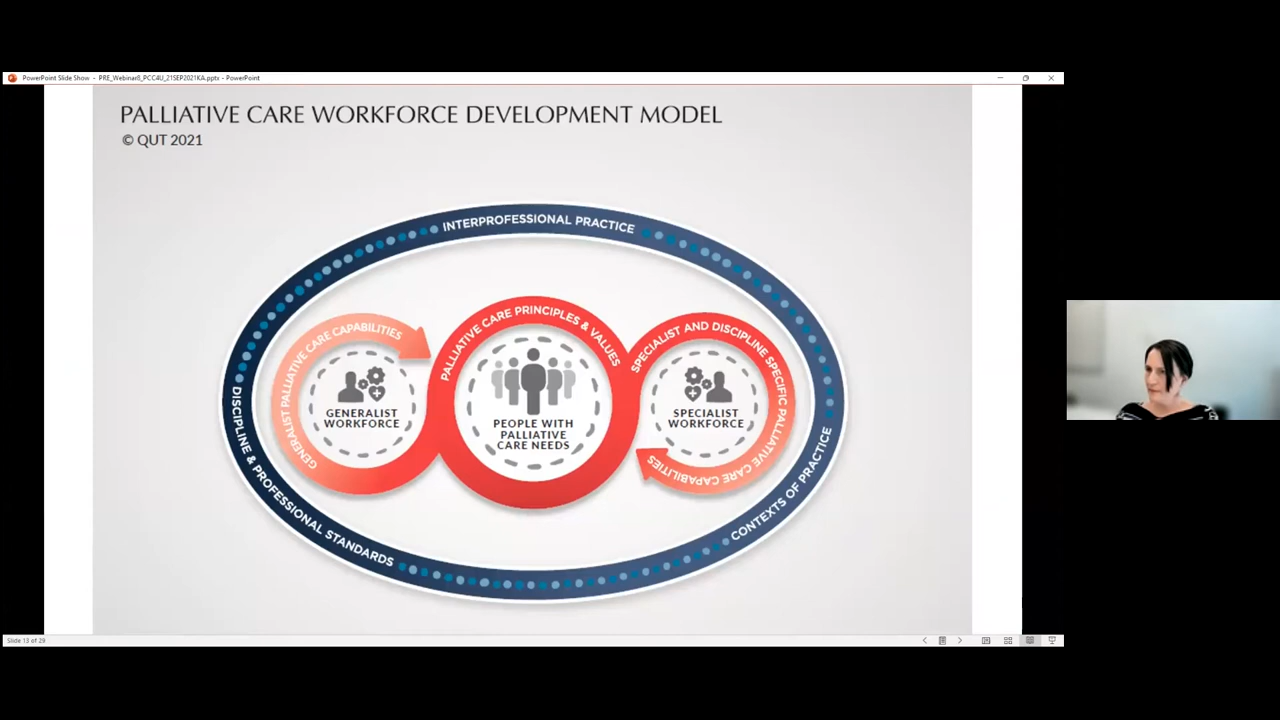 PowerPoint Slide Show - PRE_Webinar8_PCC4U_21SEP2021KA.pptx - PowerPoint
PALLIATIVE CARE WORKFORCE DEVELOPMENT MODEL
© QUT 2021
INTERPROFESSIONAL PRACTICE
GENERALIST PALLIATIVE CARE CAPABILITIES
PALLIATIVE CARE PRINCIPLES & VALUES
SPECIALIST AND DISCIPLINE SPECIFIC PALLIATIVE CARE CAPABILITIES
GENERALIST
WORKFORCE
PEOPLE WITH
PALLIATIVE
CARE NEEDS
SPECIALIST
WORKFORCE
DISCIPLINE & PROFESSIONAL STANDARDS
CONTEXTS OF PRACTICE
Slide 13 of 29